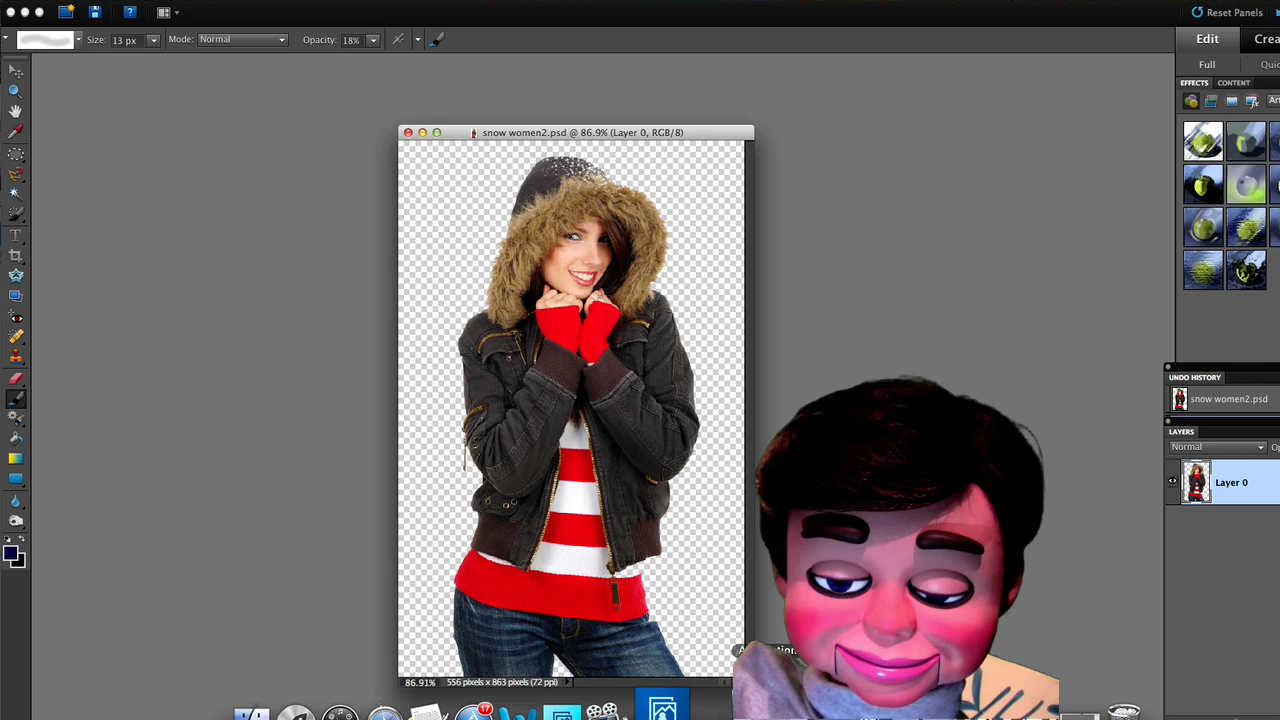 Reset Panels
Size: 13 px Mode: Normal Opacity: 18%
Edit
Full
EFFECTS CONTENT
snow women2.psd @ 86.9% (Layer 0, RGB/8)
UNDO HISTORY
snow women2.psd
LAYERS
Normal
Layer 0
86.91% 556 pixels x 863 pixels (72 ppi)
17